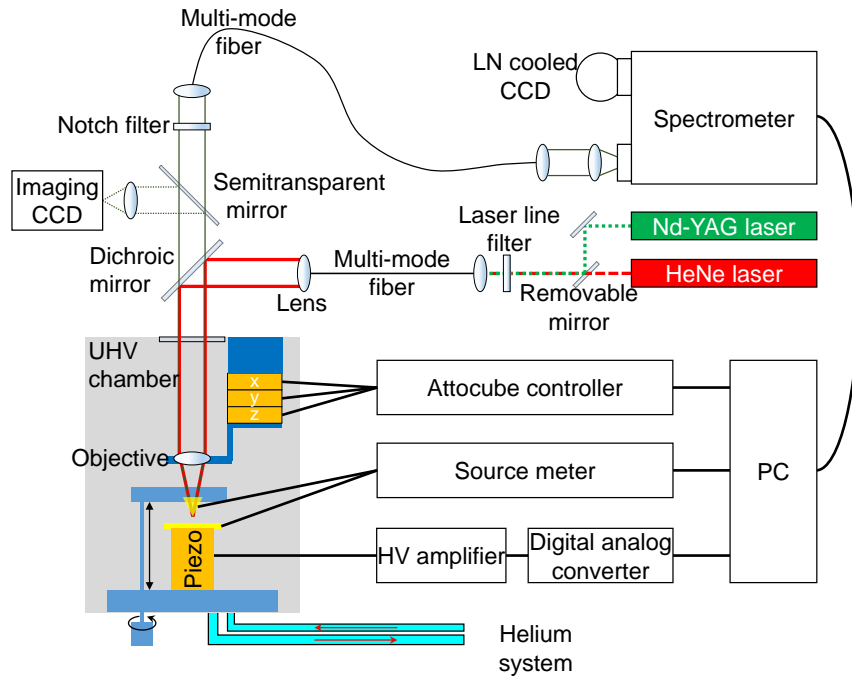 Multi-mode
fiber
LN cooled
CCD
Notch filter
Spectrometer
Imaging
CCD
Semitransparent
mirror
Laser line
filter
Nd-YAG laser
Dichroic
mirror
Multi-mode
fiber
HeNe laser
Lens
Removable
mirror
UHV
chamber
x
y
z
Attocube controller
Objective
Source meter
PC
Piezo
HV amplifier
Digital analog
converter
Helium
system